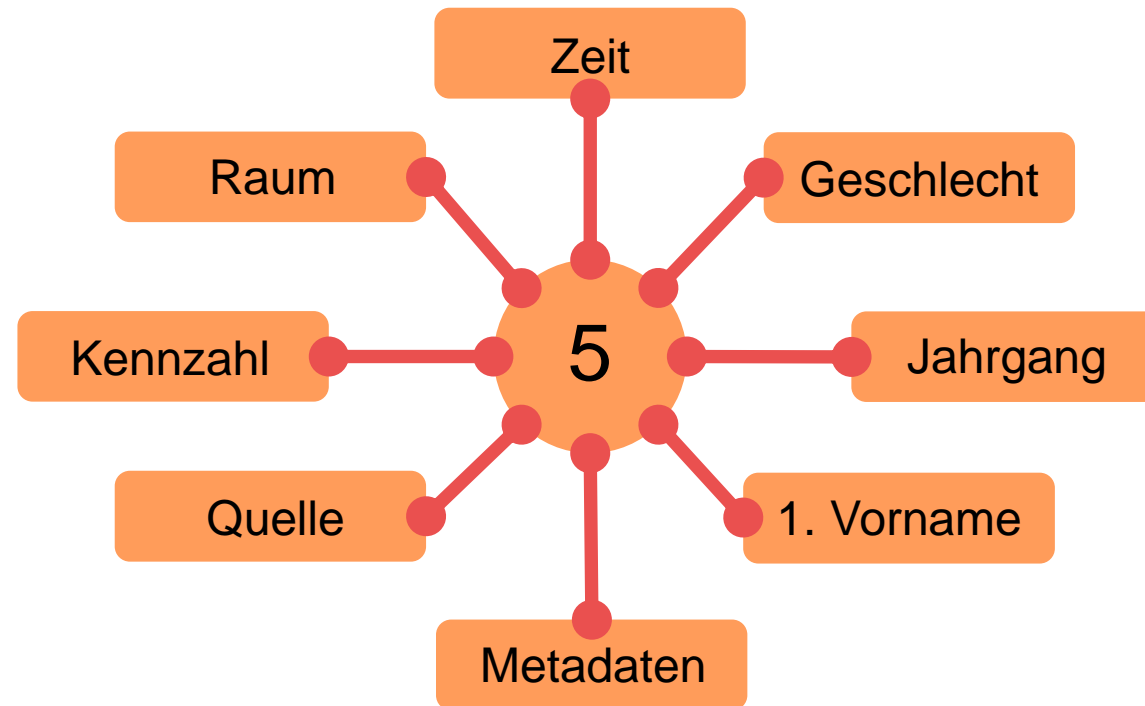 Zeit
Raum
Geschlecht
Kennzahl
5
Jahrgang
Quelle
1. Vorname
Metadaten